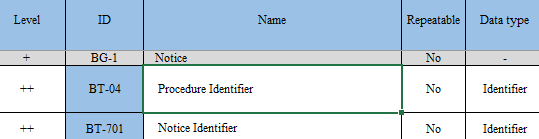 Level ID Name Repeatable Data type
+ BG-1 Notice No -
++ BT-04 Procedure Identifier No Identifier
++ BT-701 Notice Identifier No Identifier